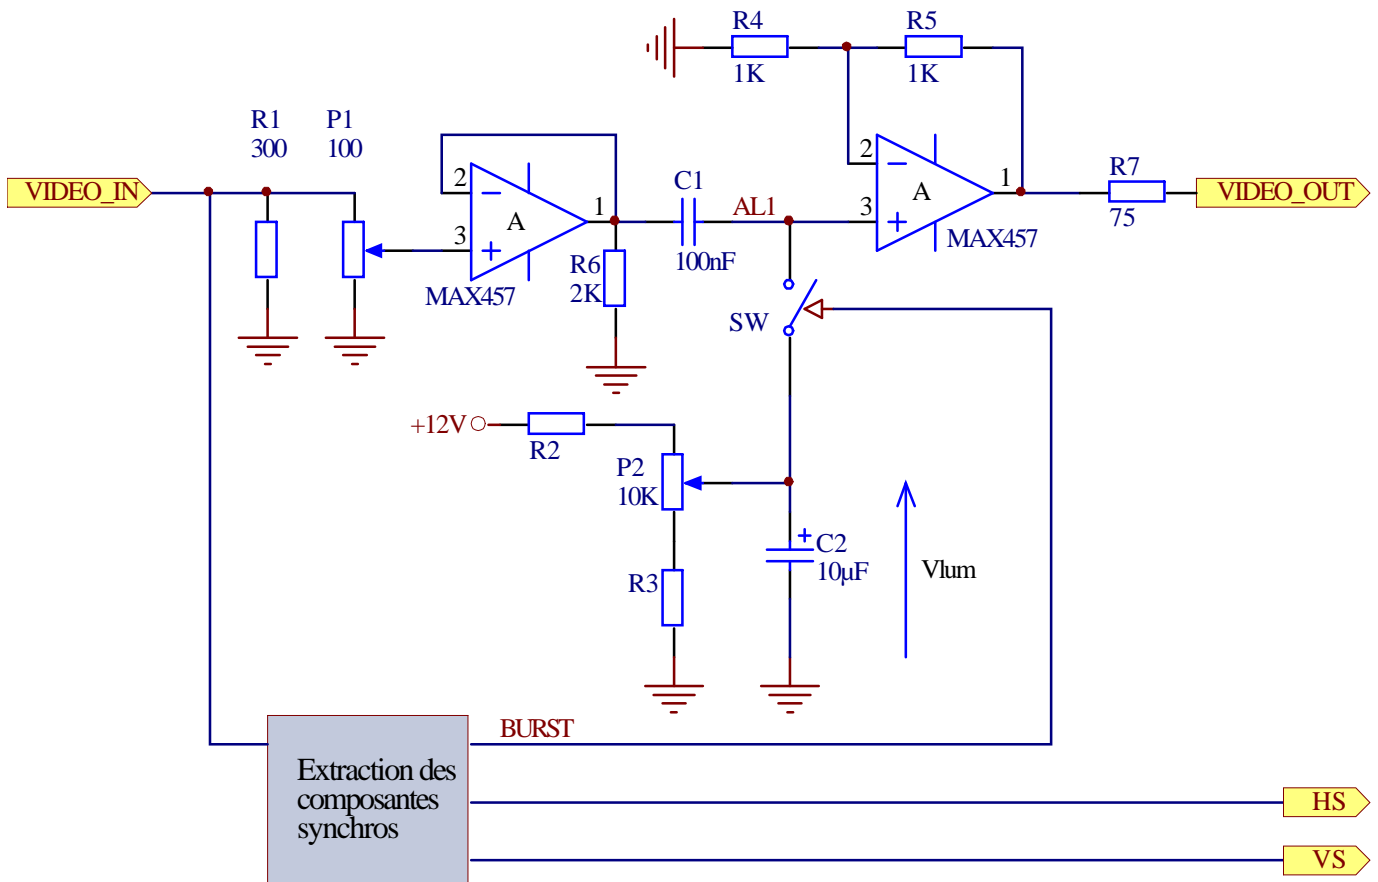 R4
1K
R5
1K
R1
300
P1
100
VIDEO_IN
2
3
A
1
MAX457
R6
2K
C1
100nF
AL1
2
3
A
1
MAX457
R7
75
VIDEO_OUT
SW
+12V
R2
P2
10K
R3
+
C2
10µF
Vlum
BURST
Extraction des
composantes
synchros
HS
VS